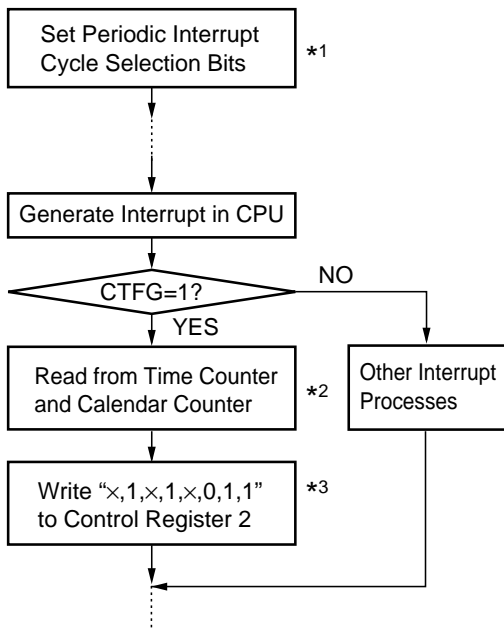 Set Periodic Interrupt
Cycle Selection Bits
*1
Generate Interrupt in CPU
CTFG=1?
NO
YES
Read from Time Counter
and Calendar Counter
*2
Other Interrupt
Processes
Write “×,1,×,1,×,0,1,1”
to Control Register 2
*3